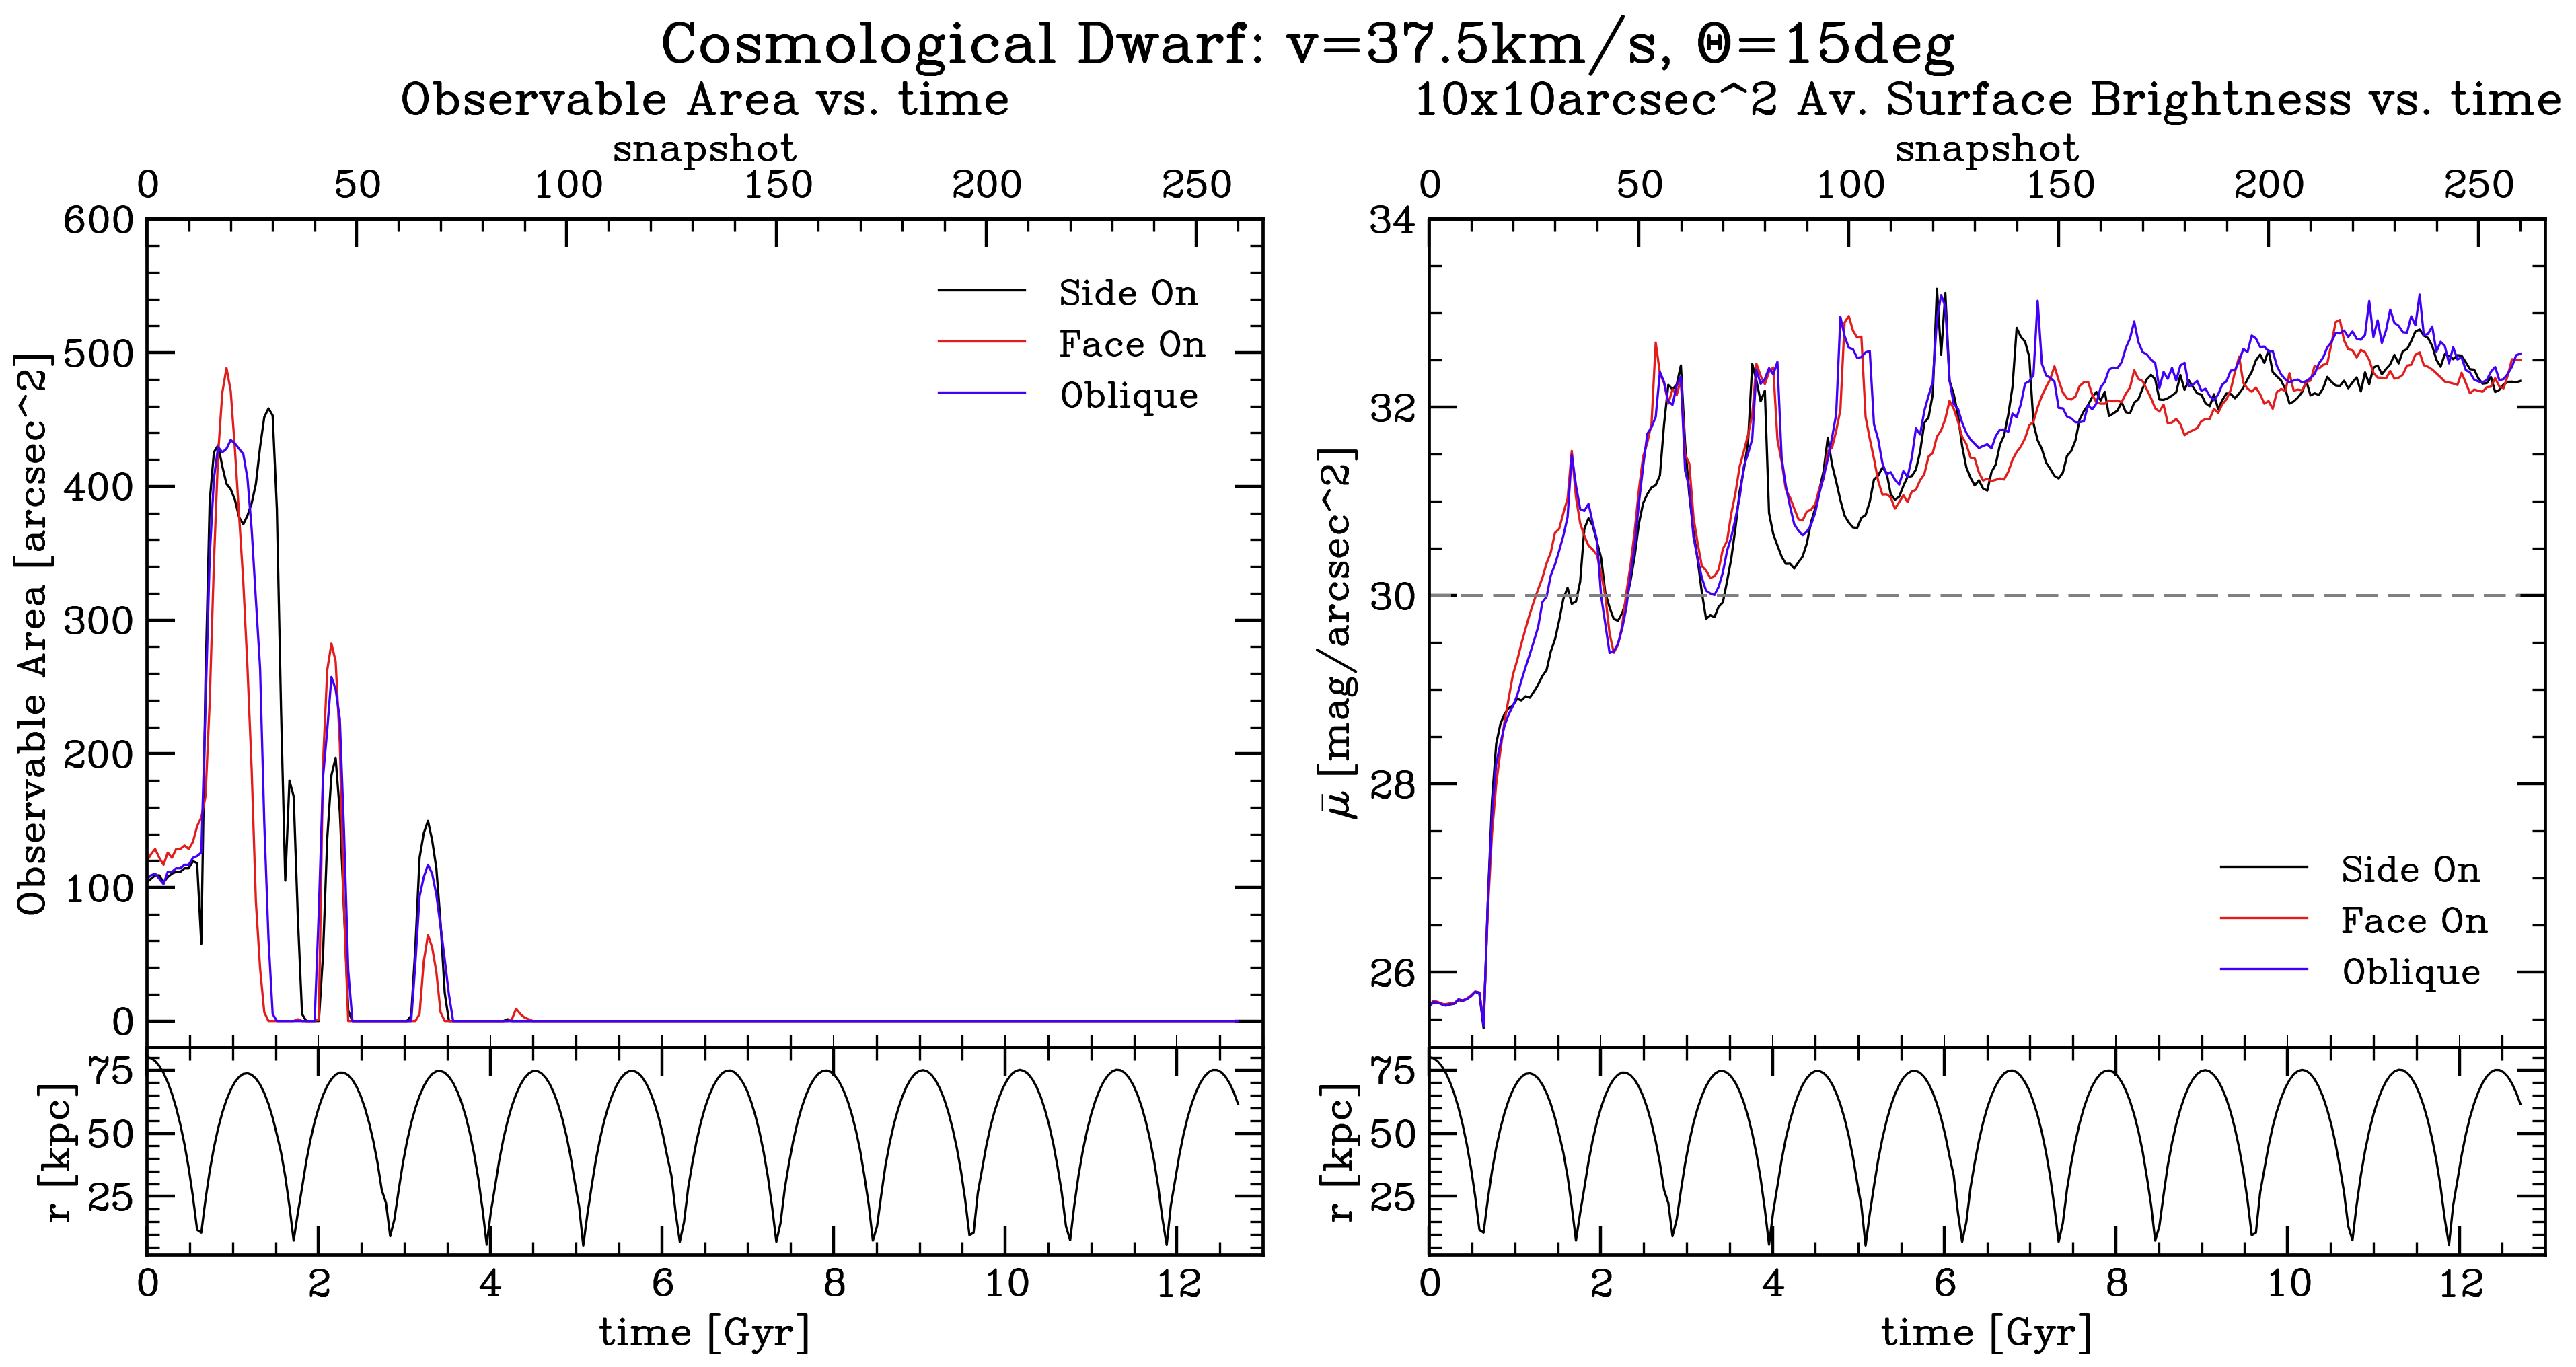 Cosmological Dwarf: v=37.5km/s, Θ=15deg
Observable Area vs. time
snapshot
0 50 100 150 200 250
600
500
400
300
200
100
0
Observable Area [arcsec^2]
Side On
Face On
Oblique
75
50
25
r [kpc]
0 2 4 6 8 10 12
time [Gyr]
10x10arcsec^2 Av. Surface Brightness vs. time
snapshot
0 50 100 150 200 250
34
32
30
28
26
μ̄ [mag/arcsec^2]
Side On
Face On
Oblique
75
50
25
r [kpc]
0 2 4 6 8 10 12
time [Gyr]